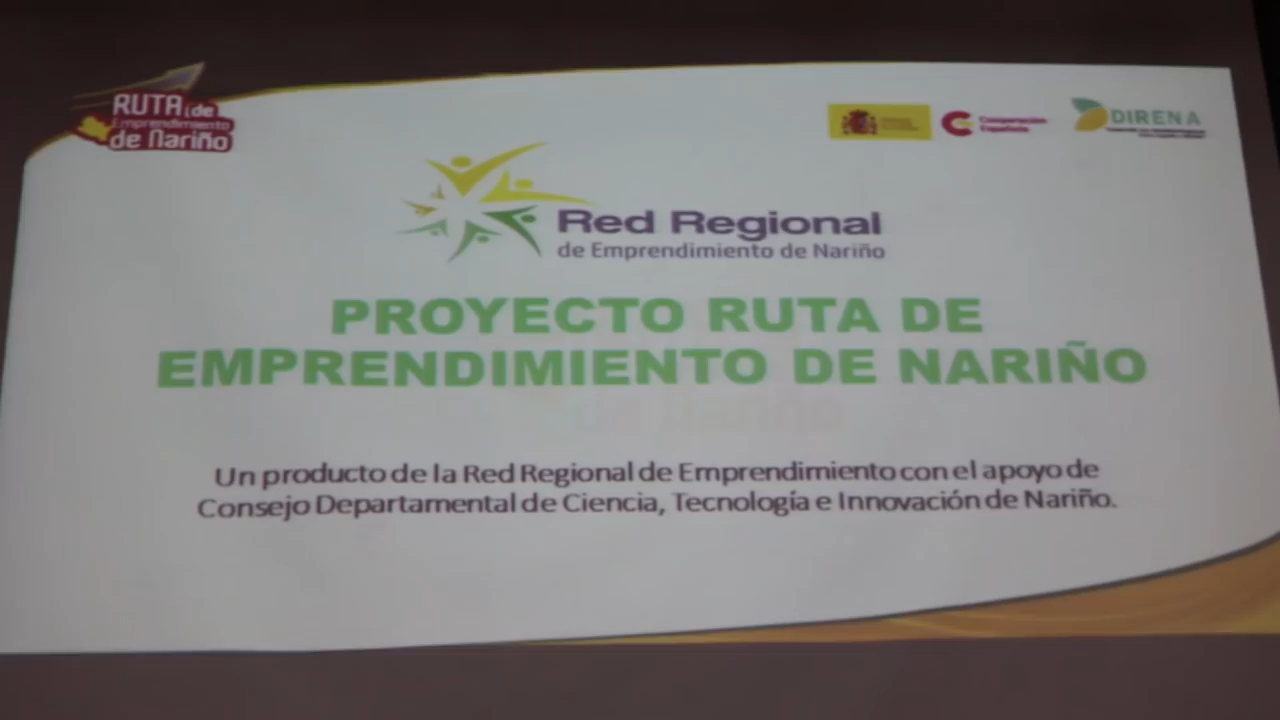 RUTA de
Emprendimiento
de Nariño
Cooperación
Española
DIRENA
Red Regional
de Emprendimiento de Nariño
PROYECTO RUTA DE
EMPRENDIMIENTO DE NARIÑO
Un producto de la Red Regional de Emprendimiento con el apoyo de
Consejo Departamental de Ciencia, Tecnología e Innovación de Nariño.